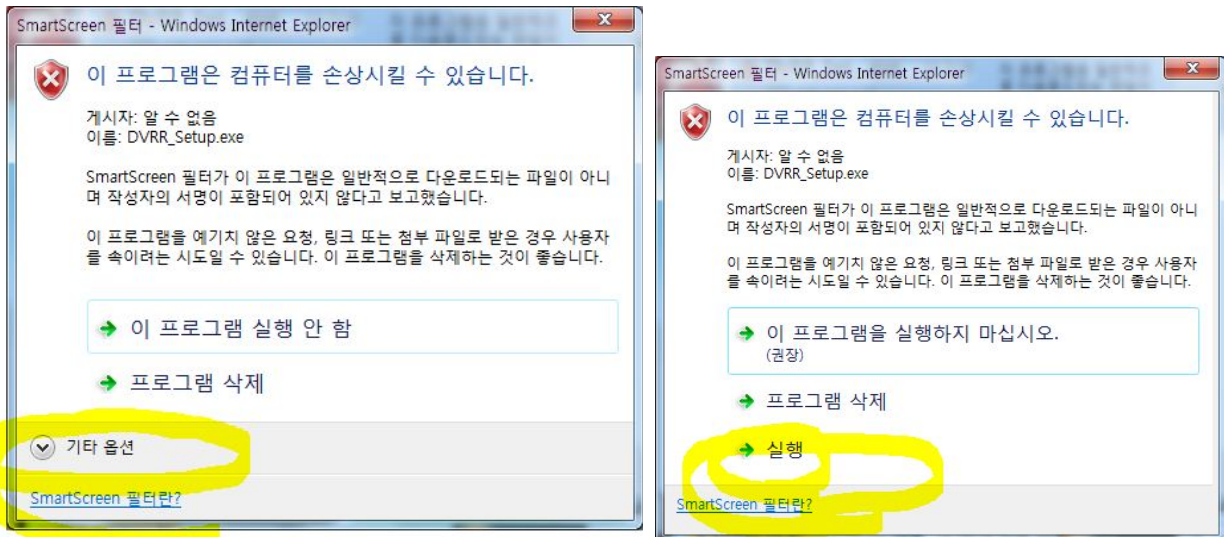 SmartScreen 필터 - Windows Internet Explorer
이 프로그램은 컴퓨터를 손상시킬 수 있습니다.
게시자: 알 수 없음
이름: DVRR_Setup.exe
SmartScreen 필터가 이 프로그램은 일반적으로 다운로드되는 파일이 아니
며 작성자의 서명이 포함되어 있지 않다고 보고했습니다.
이 프로그램을 예기치 않은 요청, 링크 또는 첨부 파일로 받은 경우 사용자
를 속이려는 시도일 수 있습니다. 이 프로그램을 삭제하는 것이 좋습니다.
이 프로그램 실행 안 함
프로그램 삭제
기타 옵션
SmartScreen 필터란?
SmartScreen 필터 - Windows Internet Explorer
이 프로그램은 컴퓨터를 손상시킬 수 있습니다.
게시자: 알 수 없음
이름: DVRR_Setup.exe
SmartScreen 필터가 이 프로그램은 일반적으로 다운로드되는 파일이 아니
며 작성자의 서명이 포함되어 있지 않다고 보고했습니다.
이 프로그램을 예기치 않은 요청, 링크 또는 첨부 파일로 받은 경우 사용자
를 속이려는 시도일 수 있습니다. 이 프로그램을 삭제하는 것이 좋습니다.
이 프로그램을 실행하지 마십시오.
(권장)
프로그램 삭제
실행
SmartScreen 필터란?